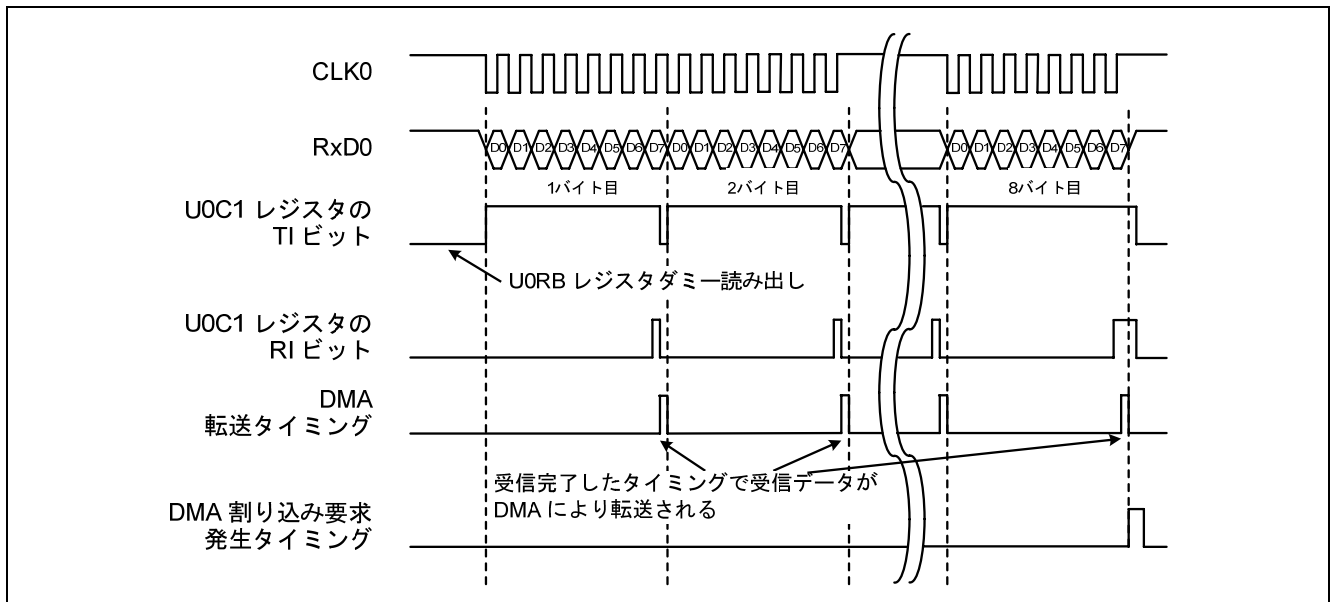 CLK0
RxD0
D0 D1 D2 D3 D4 D5 D6 D7 D0 D1 D2 D3 D4 D5 D6 D7 D0 D1 D2 D3 D4 D5 D6 D7
1バイト目 2バイト目 8バイト目
U0C1 レジスタの
TI ビット
U0RB レジスタダミー読み出し
U0C1 レジスタの
RI ビット
DMA
転送タイミング
受信完了したタイミングで受信データが
DMA により転送される
DMA 割り込み要求
発生タイミング